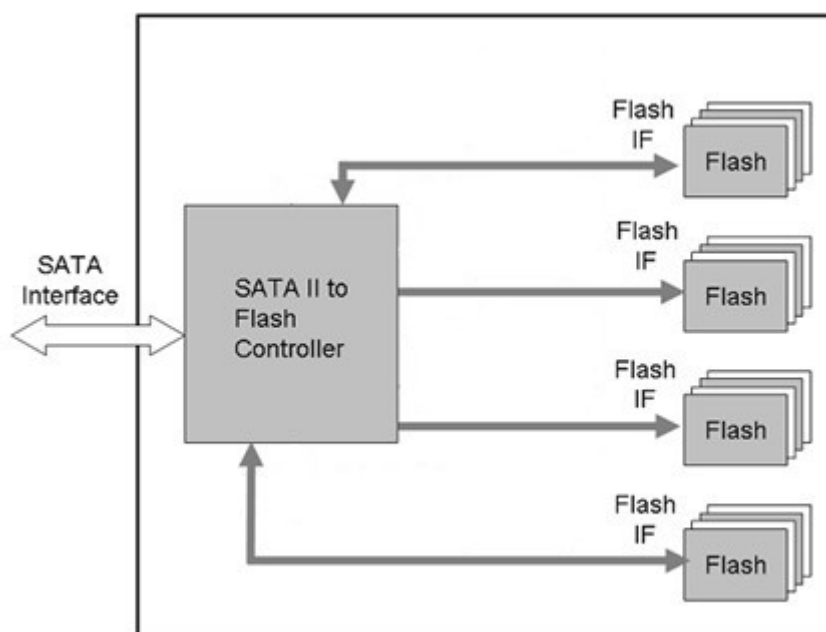 Flash
IF
Flash
Flash
IF
Flash
SATA
Interface
SATA II to
Flash
Controller
Flash
IF
Flash
Flash
IF
Flash